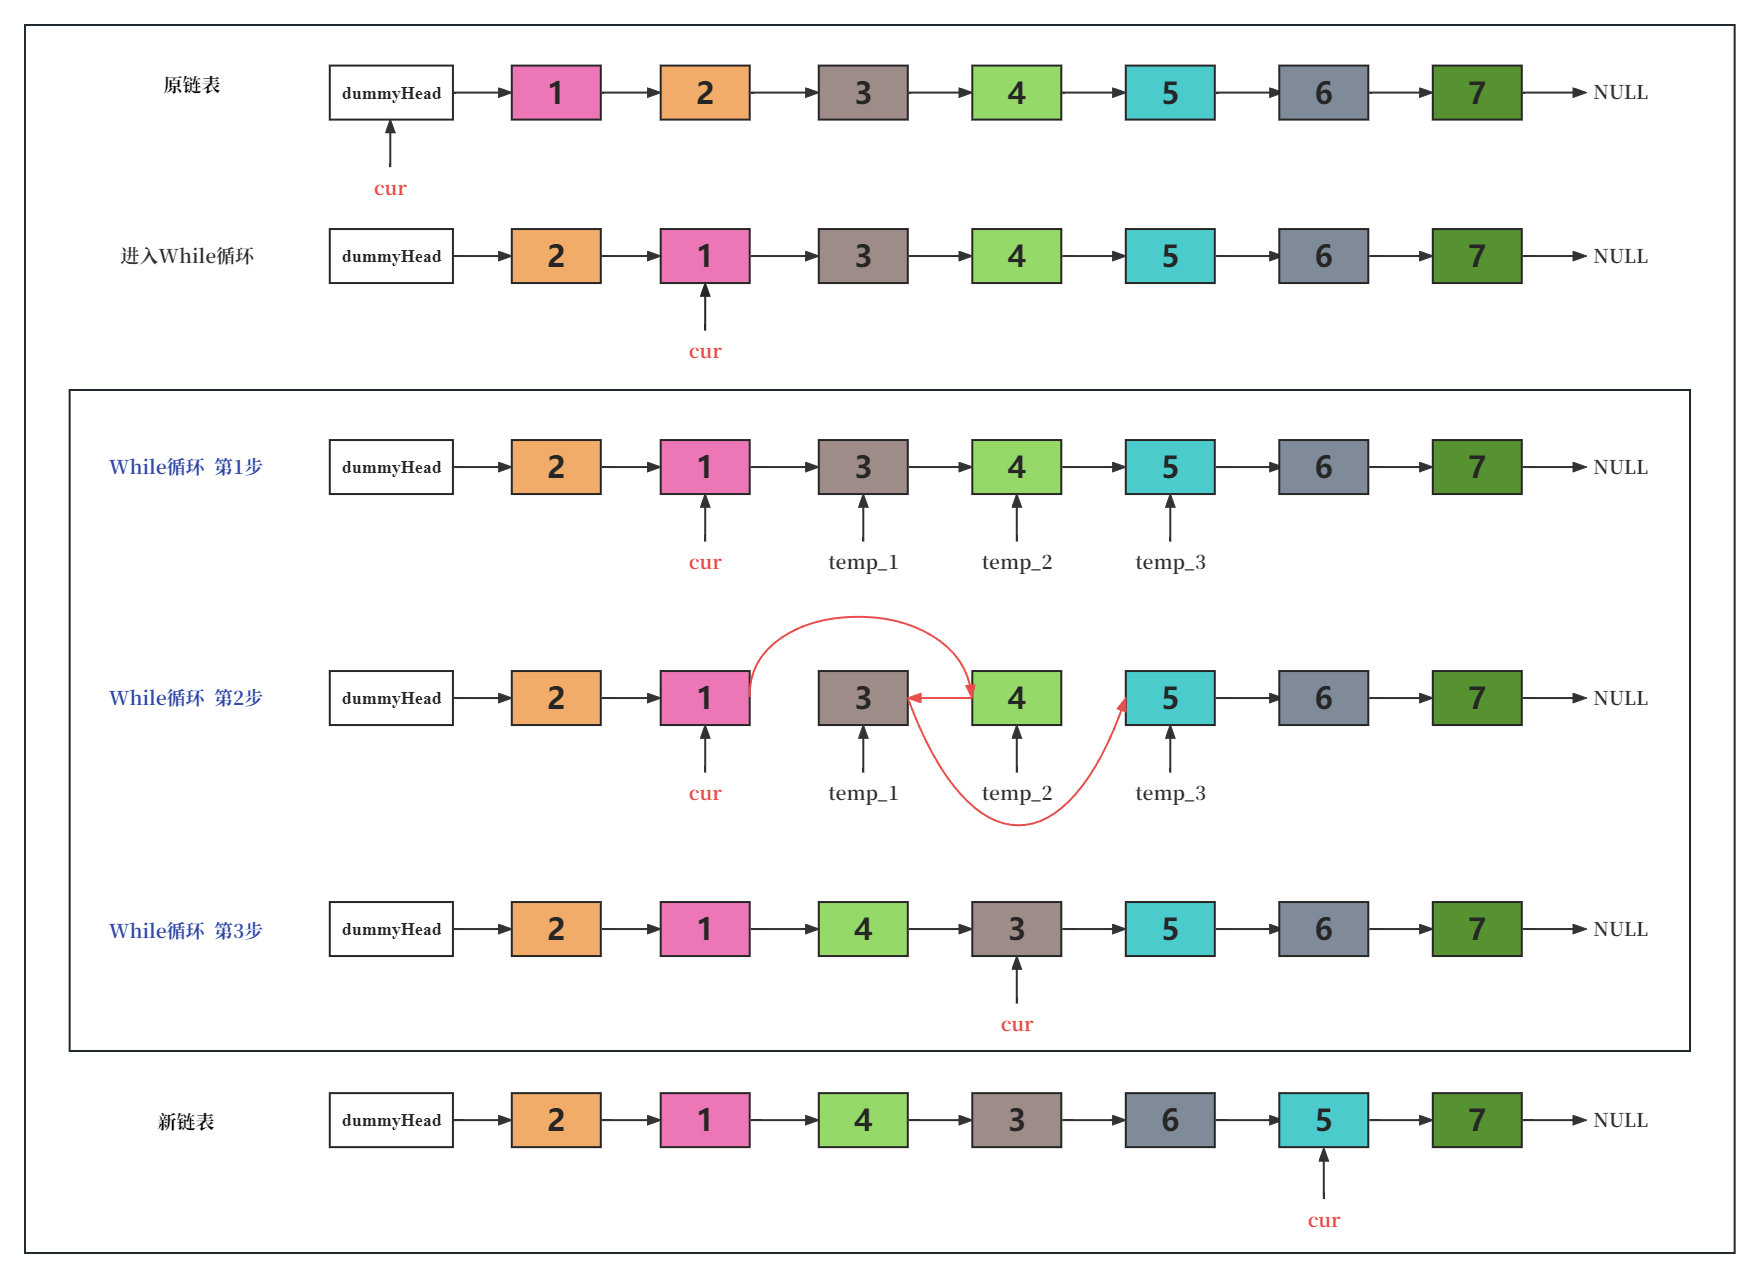 原链表 dummyHead 1 2 3 4 5 6 7 NULL
cur
进入While循环 dummyHead 2 1 3 4 5 6 7 NULL
cur
While循环 第1步 dummyHead 2 1 3 4 5 6 7 NULL
cur temp_1 temp_2 temp_3
While循环 第2步 dummyHead 2 1 3 4 5 6 7 NULL
cur temp_1 temp_2 temp_3
While循环 第3步 dummyHead 2 1 4 3 5 6 7 NULL
cur
新链表 dummyHead 2 1 4 3 6 5 7 NULL
cur